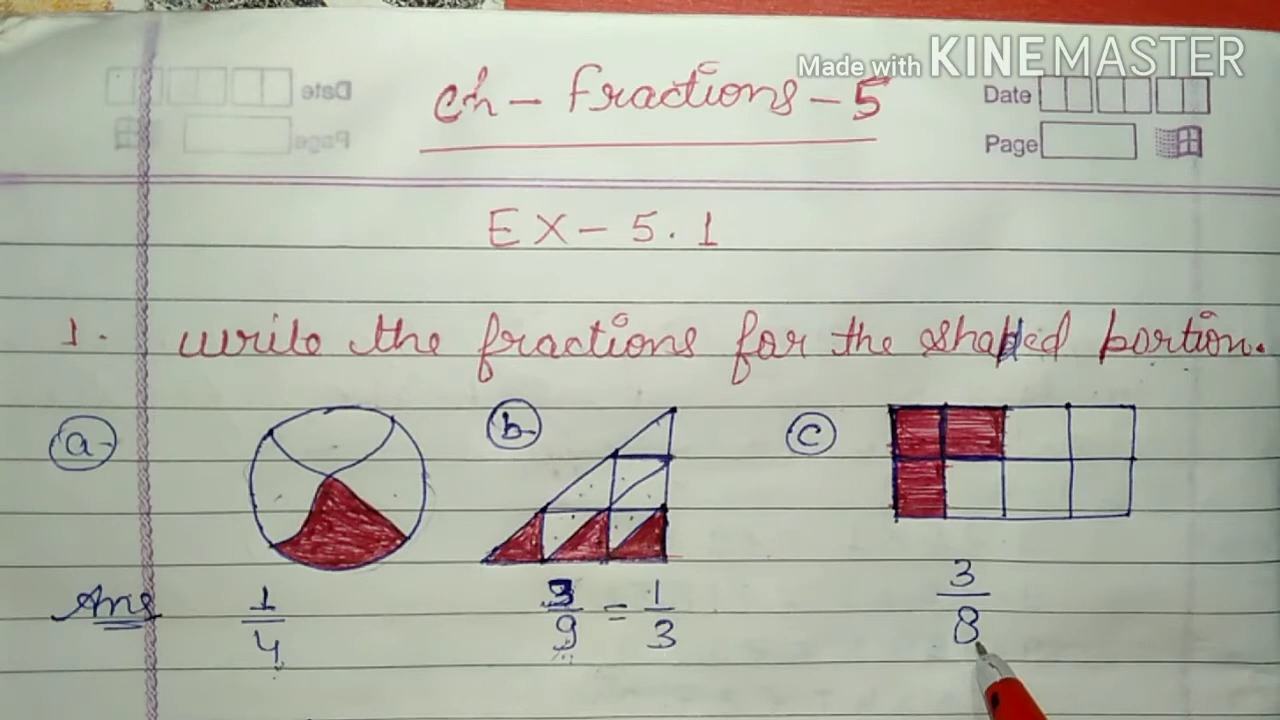 Made with KINEMASTER
Ch - Fractions - 5
Date
Page
EX - 5.1
1. Write the fractions for the shaded portion.
a b c
Ans 1/4 3/9 = 1/3 3/8